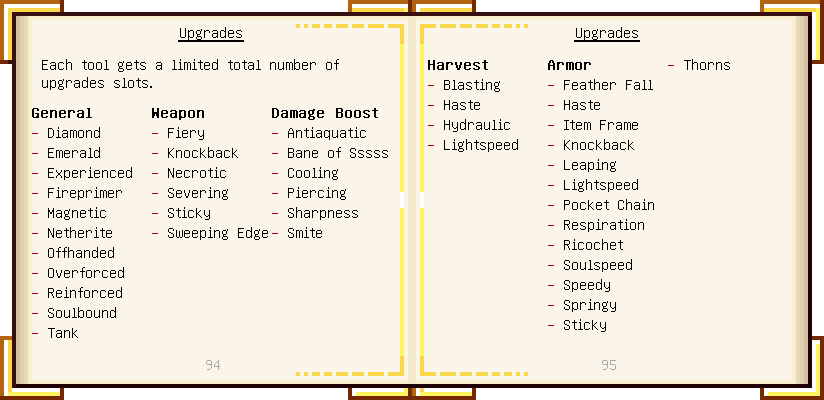 Upgrades
Each tool gets a limited total number of
upgrades slots.
General
- Diamond
- Emerald
- Experienced
- Fireprimer
- Magnetic
- Netherite
- Offhanded
- Overforced
- Reinforced
- Soulbound
- Tank
Weapon
- Fiery
- Knockback
- Necrotic
- Severing
- Sticky
- Sweeping Edge
Damage Boost
- Antiaquatic
- Bane of Sssss
- Cooling
- Piercing
- Sharpness
- Smite
94
Upgrades
Harvest
- Blasting
- Haste
- Hydraulic
- Lightspeed
Armor
- Feather Fall
- Haste
- Item Frame
- Knockback
- Leaping
- Lightspeed
- Pocket Chain
- Respiration
- Ricochet
- Soulspeed
- Speedy
- Springy
- Sticky
- Thorns
95